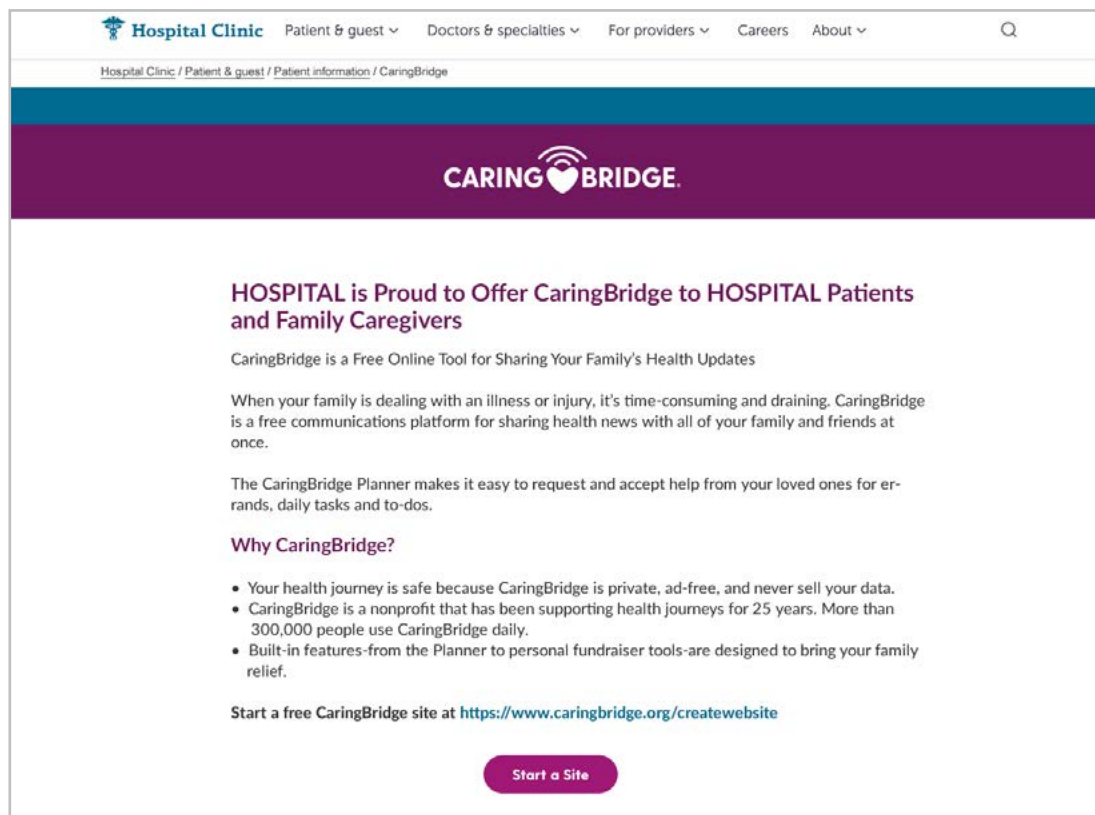 Hospital Clinic Patient & guest Doctors & specialties For providers Careers About
Hospital Clinic / Patient & guest / Patient information / CaringBridge
CARING BRIDGE.
HOSPITAL is Proud to Offer CaringBridge to HOSPITAL Patients
and Family Caregivers
CaringBridge is a Free Online Tool for Sharing Your Family's Health Updates
When your family is dealing with an illness or injury, it's time-consuming and draining. CaringBridge
is a free communications platform for sharing health news with all of your family and friends at
once.
The CaringBridge Planner makes it easy to request and accept help from your loved ones for er-
rands, daily tasks and to-dos.
Why CaringBridge?
• Your health journey is safe because CaringBridge is private, ad-free, and never sell your data.
• CaringBridge is a nonprofit that has been supporting health journeys for 25 years. More than
300,000 people use CaringBridge daily.
• Built-in features-from the Planner to personal fundraiser tools-are designed to bring your family
relief.
Start a free CaringBridge site at https://www.caringbridge.org/createwebsite
Start a Site